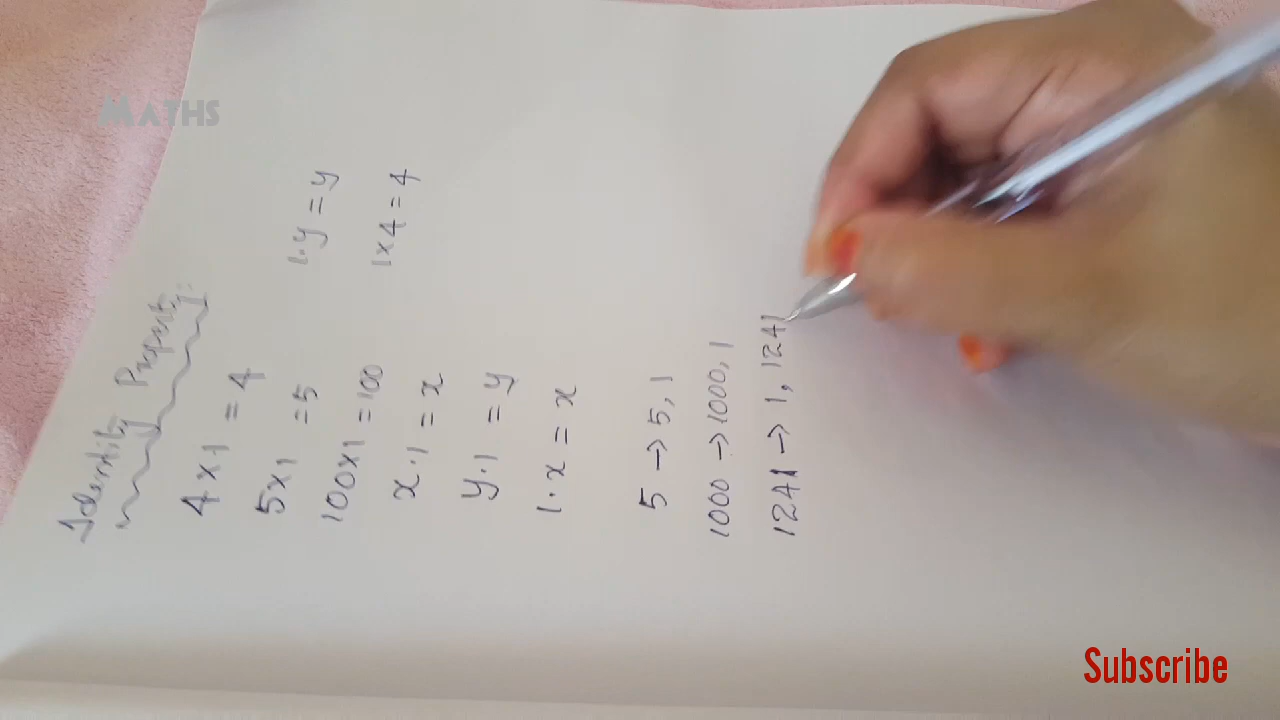 MATHS
Identity Property:
4 × 1 = 4
5×1 = 5
1·y = y
100×1 = 100
1×4 = 4
x·1 = x
y·1 = y
1·x = x
5 → 5, 1
1000 → 1000, 1
1241 → 1, 1241
Subscribe